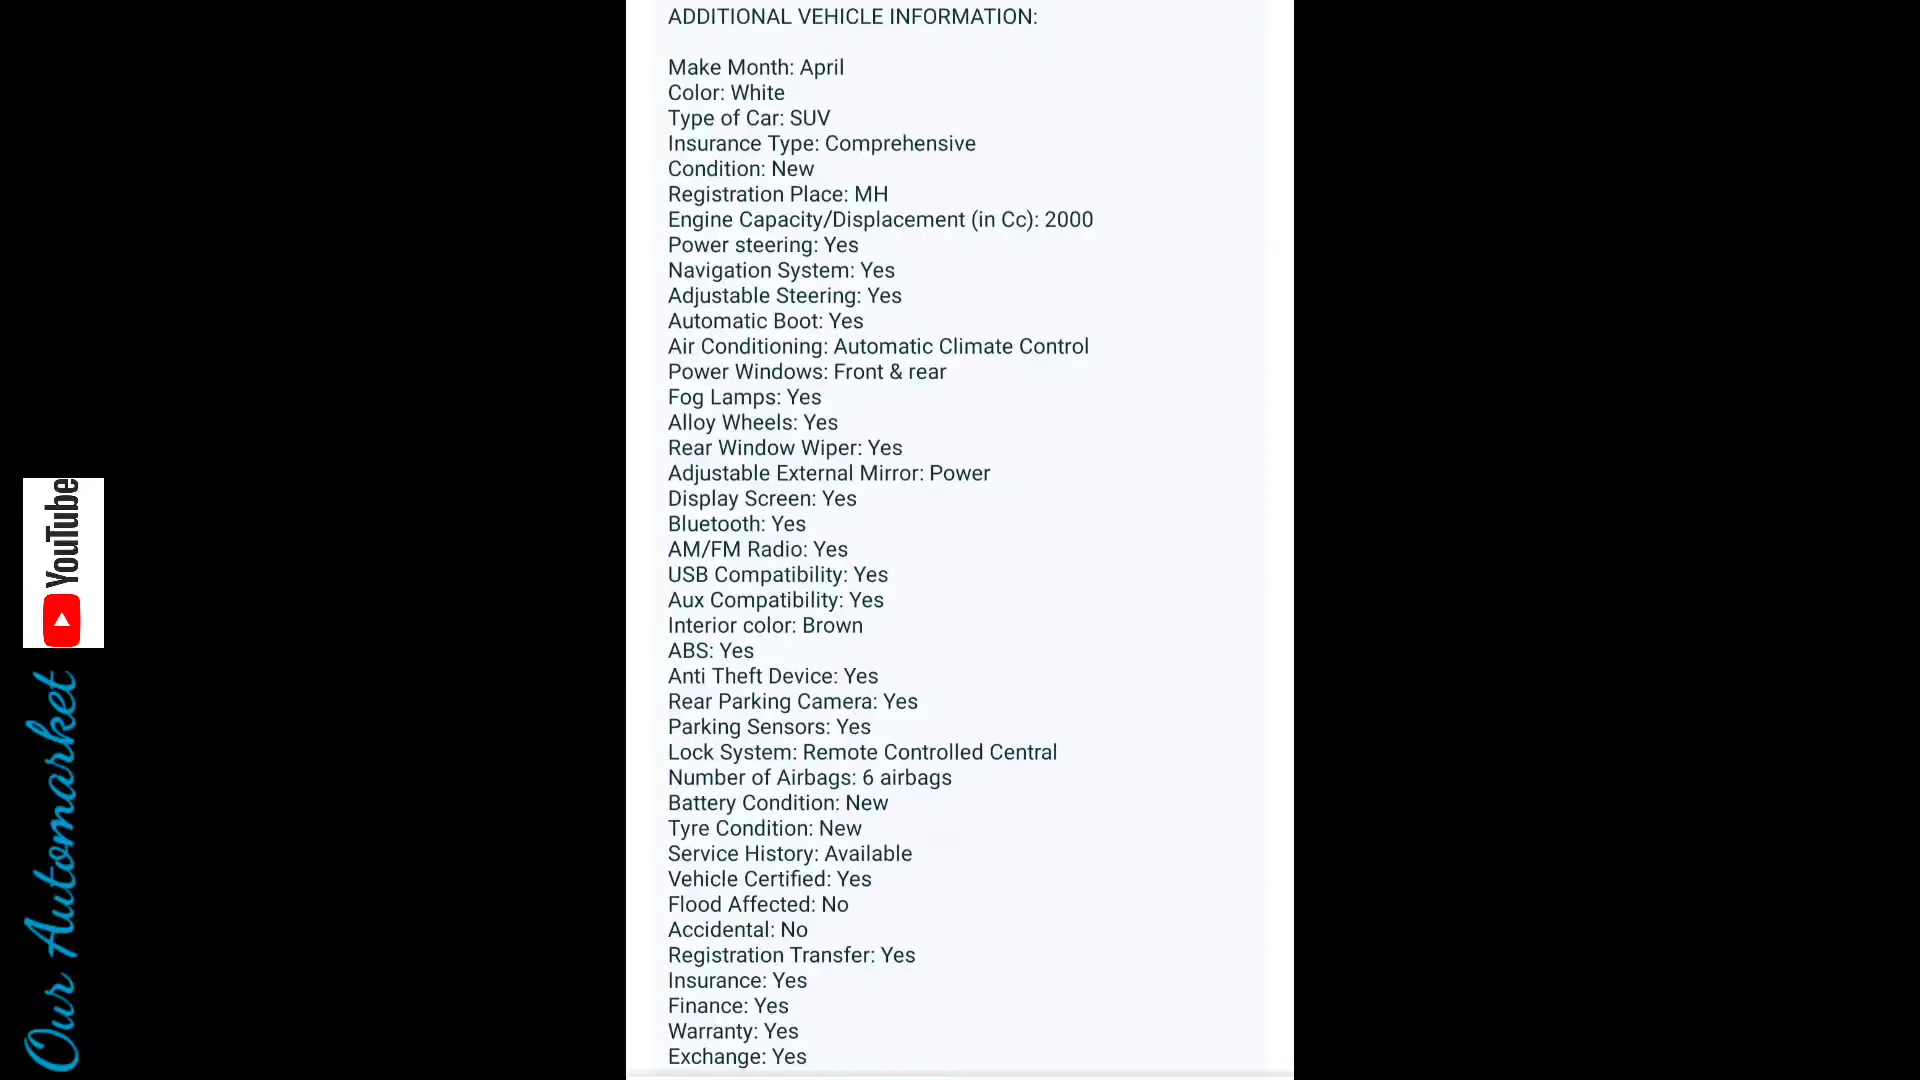 ADDITIONAL VEHICLE INFORMATION:
Make Month: April
Color: White
Type of Car: SUV
Insurance Type: Comprehensive
Condition: New
Registration Place: MH
Engine Capacity/Displacement (in Cc): 2000
Power steering: Yes
Navigation System: Yes
Adjustable Steering: Yes
Automatic Boot: Yes
Air Conditioning: Automatic Climate Control
Power Windows: Front & rear
Fog Lamps: Yes
Alloy Wheels: Yes
Rear Window Wiper: Yes
Adjustable External Mirror: Power
Display Screen: Yes
Bluetooth: Yes
AM/FM Radio: Yes
USB Compatibility: Yes
Aux Compatibility: Yes
Interior color: Brown
ABS: Yes
Anti Theft Device: Yes
Rear Parking Camera: Yes
Parking Sensors: Yes
Lock System: Remote Controlled Central
Number of Airbags: 6 airbags
Battery Condition: New
Tyre Condition: New
Service History: Available
Vehicle Certified: Yes
Flood Affected: No
Accidental: No
Registration Transfer: Yes
Insurance: Yes
Finance: Yes
Warranty: Yes
Exchange: Yes
YouTube
Our Automarket